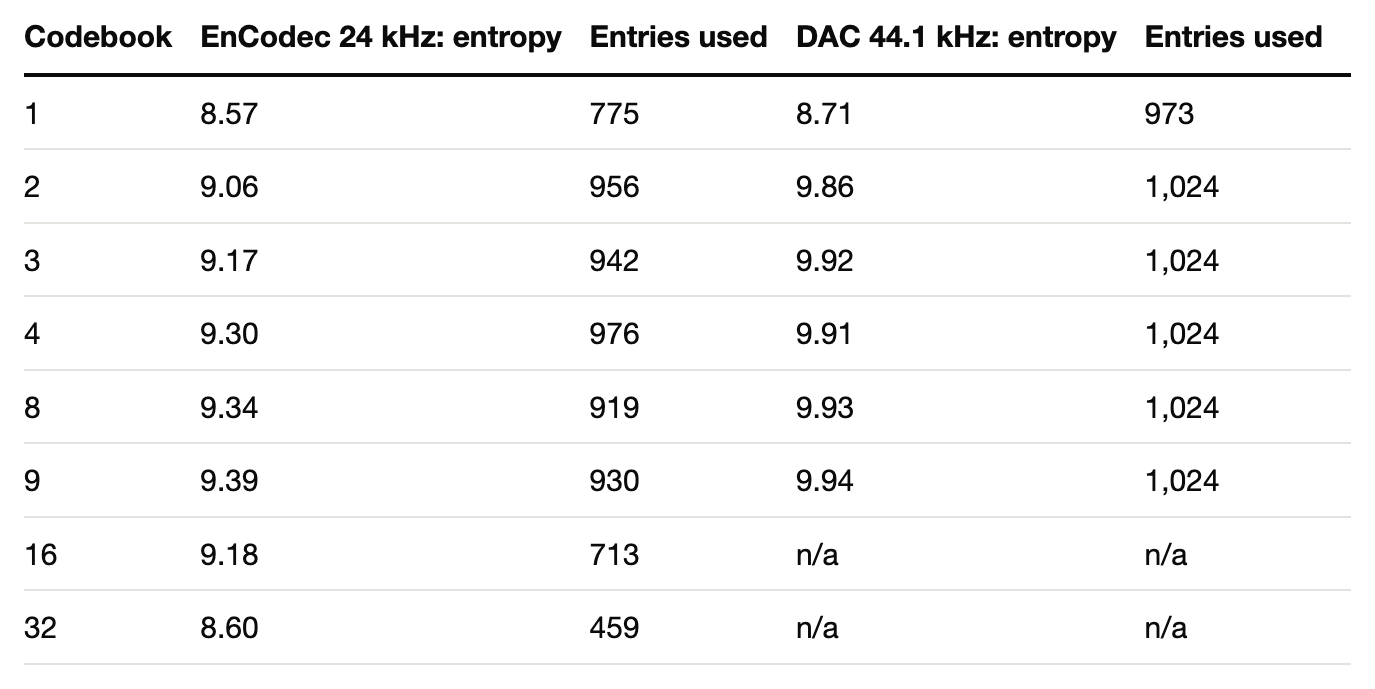 Codebook EnCodec 24 kHz: entropy Entries used DAC 44.1 kHz: entropy Entries used
1 8.57 775 8.71 973
2 9.06 956 9.86 1,024
3 9.17 942 9.92 1,024
4 9.30 976 9.91 1,024
8 9.34 919 9.93 1,024
9 9.39 930 9.94 1,024
16 9.18 713 n/a n/a
32 8.60 459 n/a n/a